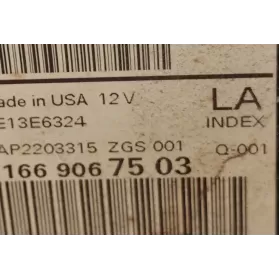 ade in USA 12V LA
E13E6324 INDEX
AP2203315 ZGS 001 Q-001
166 906 75 03